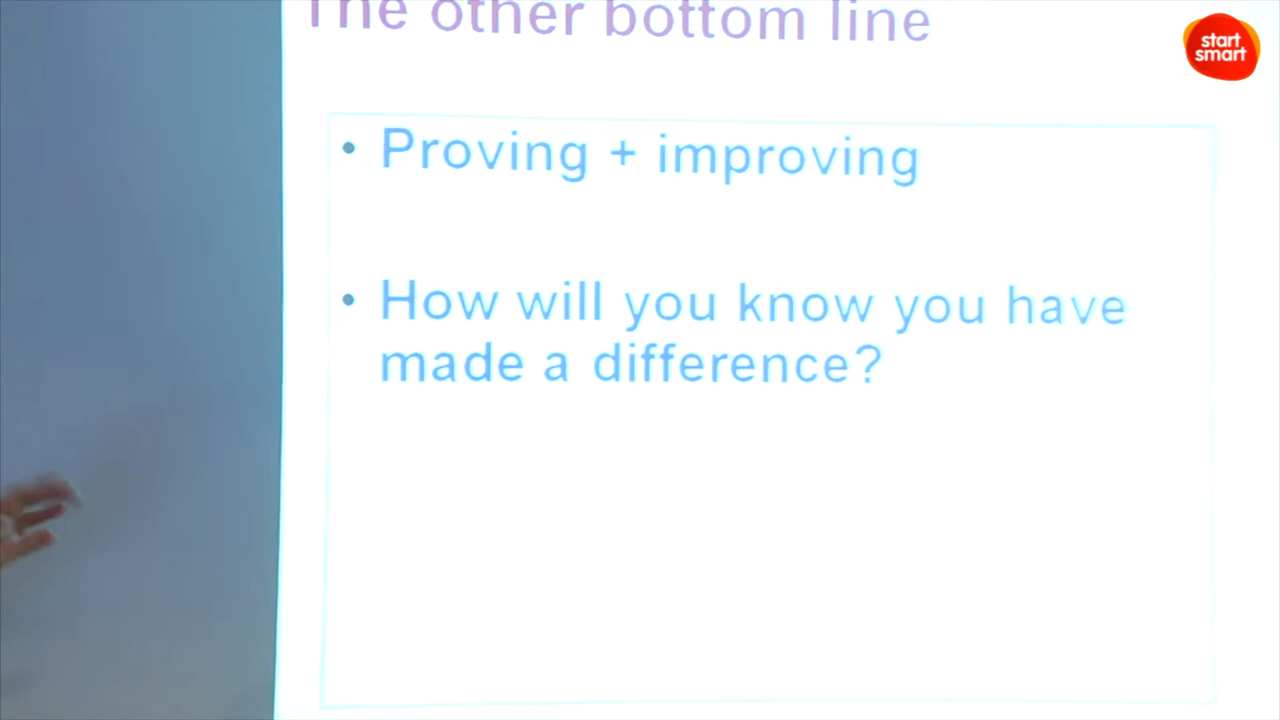 The other bottom line
start
smart
• Proving + improving
• How will you know you have
made a difference?